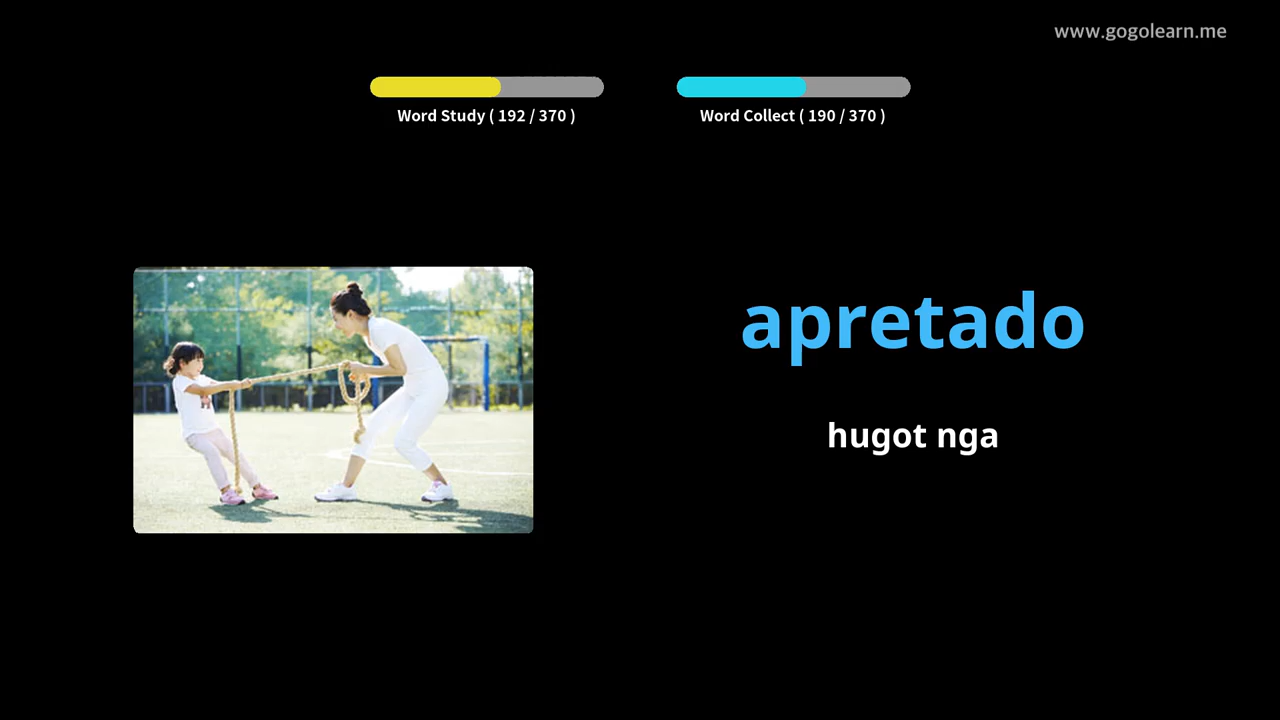 www.gogolearn.me
Word Study ( 192 / 370 )
Word Collect ( 190 / 370 )
apretado
hugot nga